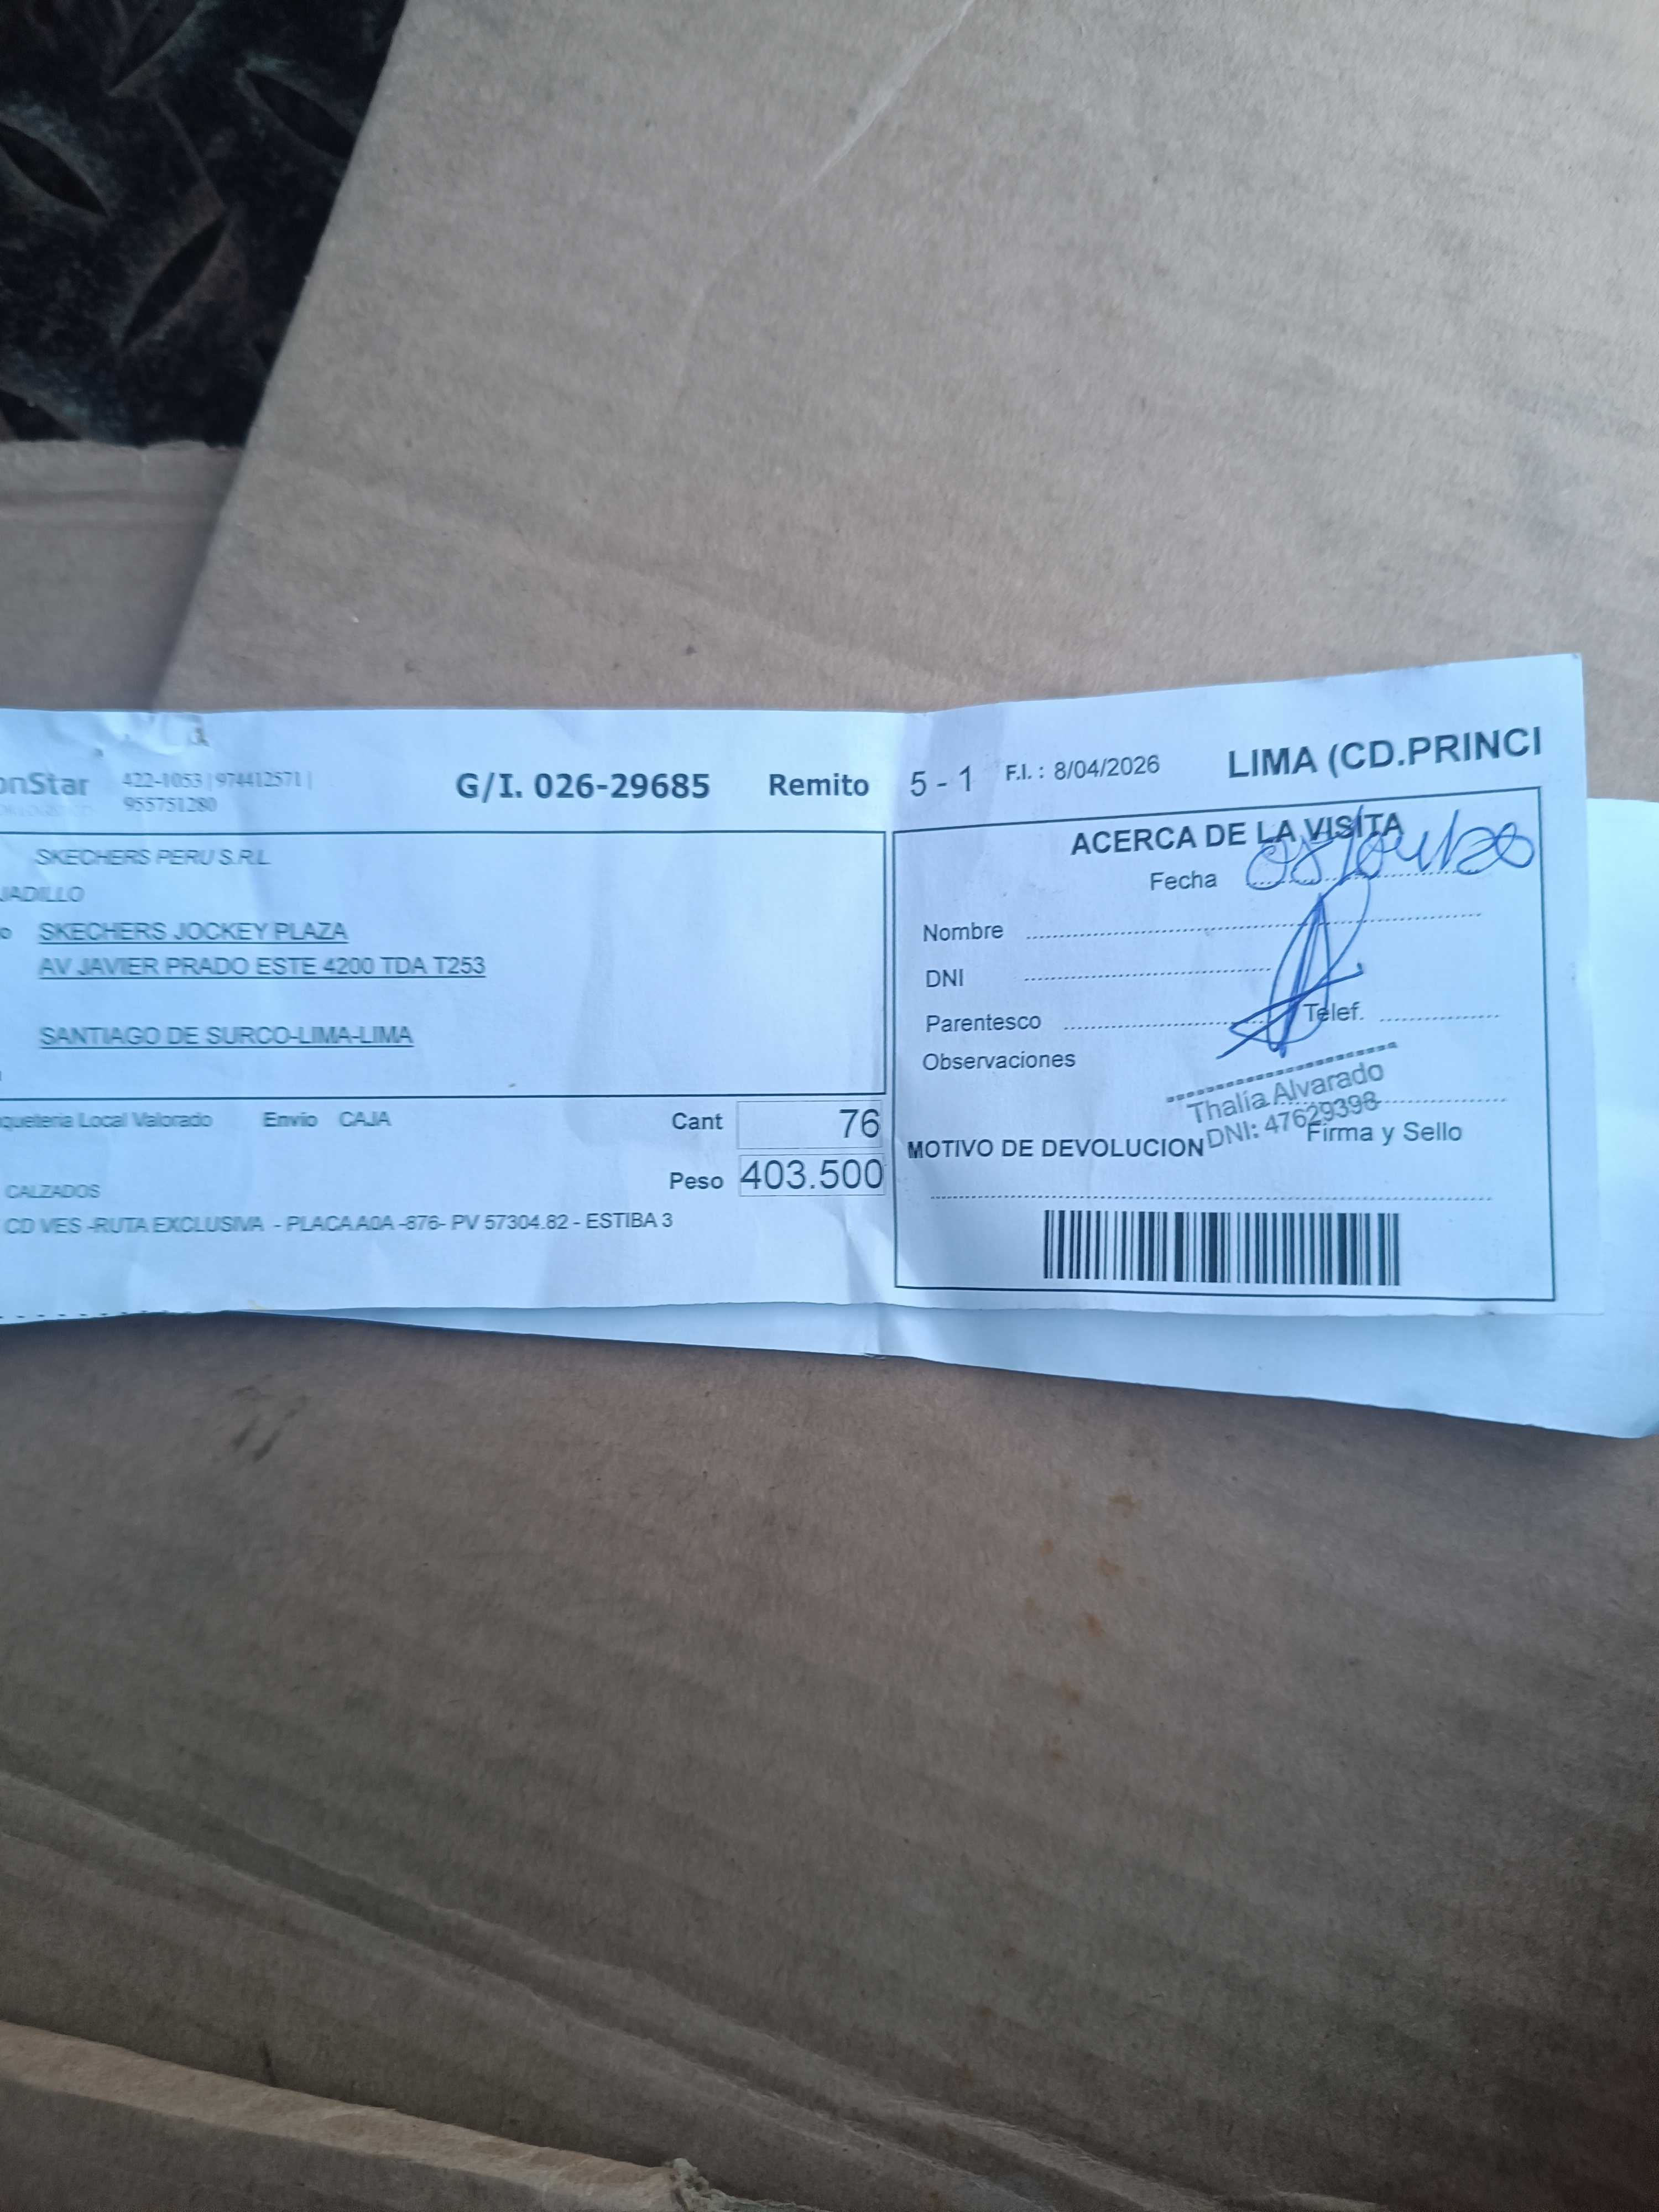 onStar
422-1053 | 974412571 |
955751280
G/I. 026-29685 Remito 5 - 1 F.I. : 8/04/2026 LIMA (CD.PRINCI
SKECHERS PERU S.R.L
JADILLO
o SKECHERS JOCKEY PLAZA
AV JAVIER PRADO ESTE 4200 TDA T253
SANTIAGO DE SURCO-LIMA-LIMA
queteria Local Valorado Envio CAJA Cant 76
Peso 403.500
CALZADOS
CD VES -RUTA EXCLUSIVA - PLACA A0A -876- PV 57304.82 - ESTIBA 3
ACERCA DE LA VISITA
Fecha
Nombre
DNI
Parentesco Telef.
Observaciones
Thalia Alvarado
DNI: 47629398
Firma y Sello
MOTIVO DE DEVOLUCION